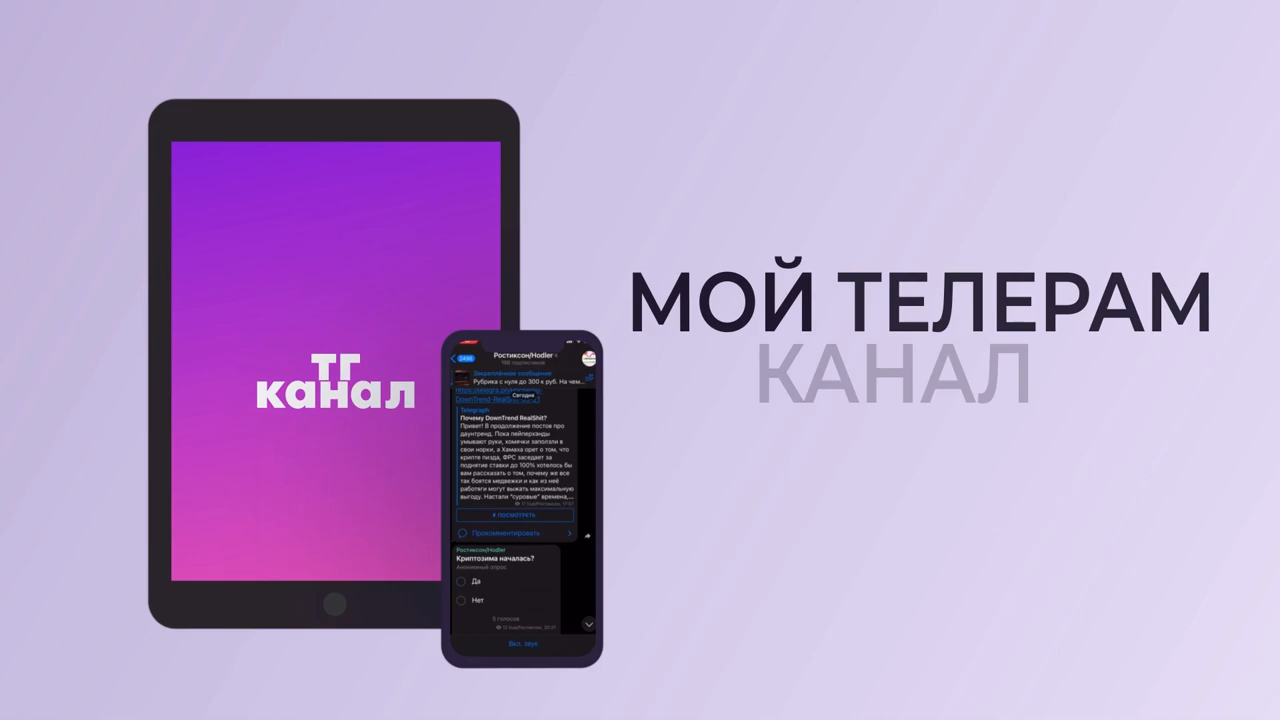 МОЙ ТЕЛЕРАМ
КАНАЛ
ТГ
канал
2498
Ростиксон/Hodler
198 подписчиков
Закреплённое сообщение
Рубрика с нуля до 300 к руб. На чем...
Сегодня
Telegraph
Почему DownTrend RealShit?
Привет! В продолжение постов про
даунтренд. Пока пейперхэнды
умывают руки, хомячки заползли в
свои норки, а Хамаха орет о том, что
крипте пизда, ФРС заседает за
поднятие ставки до 100% хотелось бы
вам рассказать о том, почему же все
так боятся медвежки и как из неё
работяги могут выжать максимальную
выгоду. Настали "суровые" времена,...
ПОСМОТРЕТЬ
Прокомментировать
Ростиксон/Hodler
Криптозима началась?
Анонимный опрос
Да
Нет
5 голосов
Вкл. звук